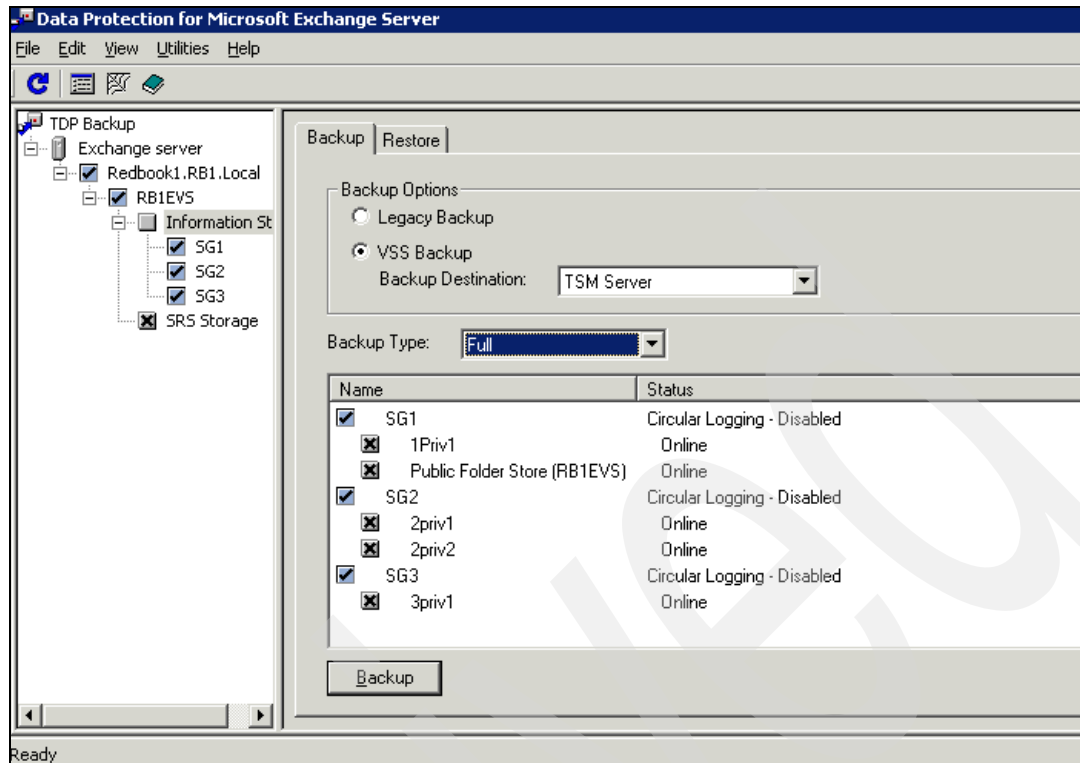 Data Protection for Microsoft Exchange Server
File Edit View Utilities Help
TDP Backup
Exchange server
Redbook1.RB1.Local
RB1EVS
Information St
SG1
SG2
SG3
SRS Storage
Backup Restore
Backup Options
Legacy Backup
VSS Backup
Backup Destination: TSM Server
Backup Type: Full
Name Status
SG1 Circular Logging - Disabled
1Priv1 Online
Public Folder Store (RB1EVS) Online
SG2 Circular Logging - Disabled
2priv1 Online
2priv2 Online
SG3 Circular Logging - Disabled
3priv1 Online
Backup
Ready